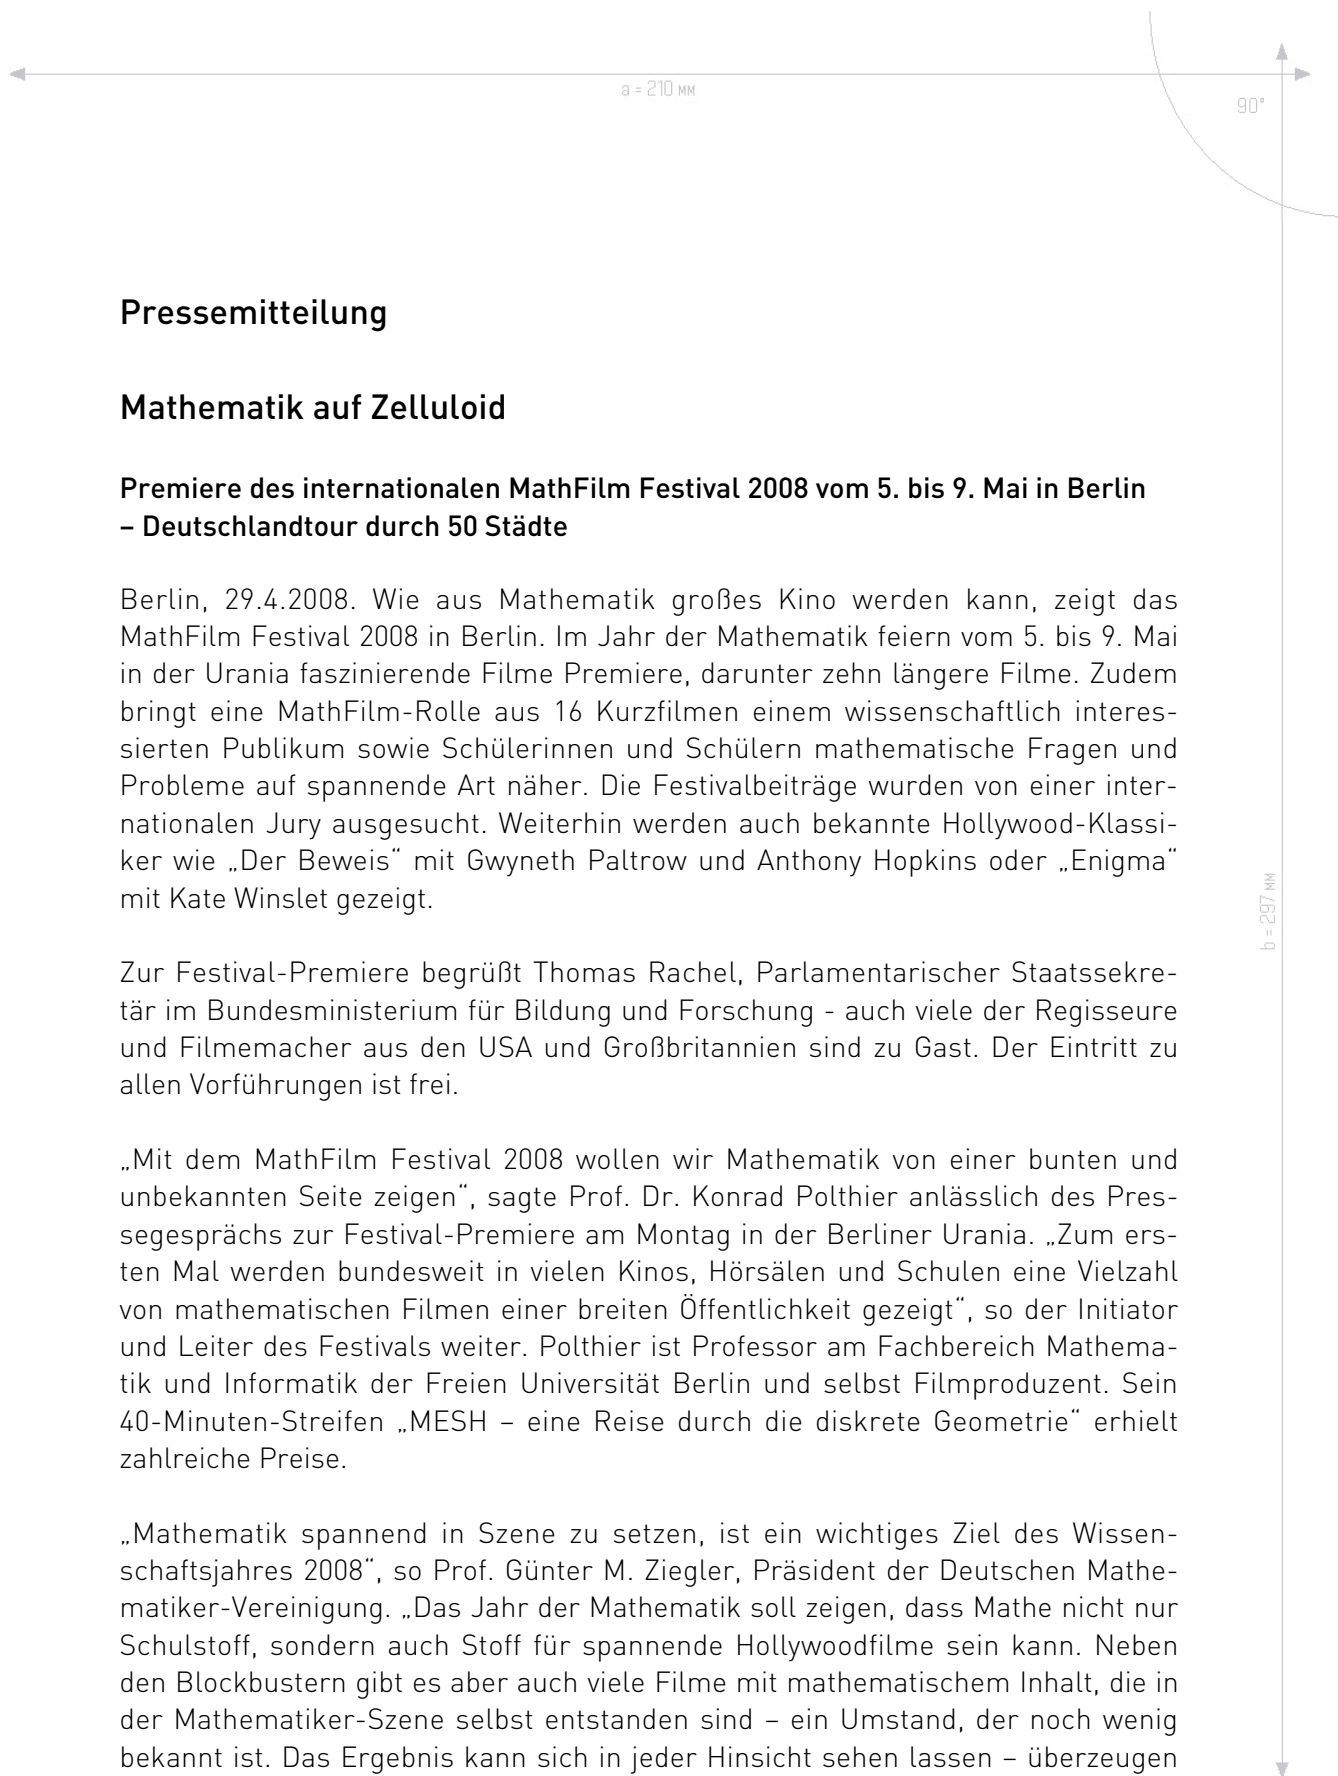 a = 210 MM
90°
Pressemitteilung
Mathematik auf Zelluloid
Premiere des internationalen MathFilm Festival 2008 vom 5. bis 9. Mai in Berlin
– Deutschlandtour durch 50 Städte
Berlin, 29.4.2008. Wie aus Mathematik großes Kino werden kann, zeigt das
MathFilm Festival 2008 in Berlin. Im Jahr der Mathematik feiern vom 5. bis 9. Mai
in der Urania faszinierende Filme Premiere, darunter zehn längere Filme. Zudem
bringt eine MathFilm-Rolle aus 16 Kurzfilmen einem wissenschaftlich interes-
sierten Publikum sowie Schülerinnen und Schülern mathematische Fragen und
Probleme auf spannende Art näher. Die Festivalbeiträge wurden von einer inter-
nationalen Jury ausgesucht. Weiterhin werden auch bekannte Hollywood-Klassi-
ker wie „Der Beweis“ mit Gwyneth Paltrow und Anthony Hopkins oder „Enigma“
mit Kate Winslet gezeigt.
b = 297 MM
Zur Festival-Premiere begrüßt Thomas Rachel, Parlamentarischer Staatssekre-
tär im Bundesministerium für Bildung und Forschung - auch viele der Regisseure
und Filmemacher aus den USA und Großbritannien sind zu Gast. Der Eintritt zu
allen Vorführungen ist frei.
„Mit dem MathFilm Festival 2008 wollen wir Mathematik von einer bunten und
unbekannten Seite zeigen“, sagte Prof. Dr. Konrad Polthier anlässlich des Pres-
segesprächs zur Festival-Premiere am Montag in der Berliner Urania. „Zum ers-
ten Mal werden bundesweit in vielen Kinos, Hörsälen und Schulen eine Vielzahl
von mathematischen Filmen einer breiten Öffentlichkeit gezeigt“, so der Initiator
und Leiter des Festivals weiter. Polthier ist Professor am Fachbereich Mathema-
tik und Informatik der Freien Universität Berlin und selbst Filmproduzent. Sein
40-Minuten-Streifen „MESH – eine Reise durch die diskrete Geometrie“ erhielt
zahlreiche Preise.
„Mathematik spannend in Szene zu setzen, ist ein wichtiges Ziel des Wissen-
schaftsjahres 2008“, so Prof. Günter M. Ziegler, Präsident der Deutschen Mathe-
matiker-Vereinigung. „Das Jahr der Mathematik soll zeigen, dass Mathe nicht nur
Schulstoff, sondern auch Stoff für spannende Hollywoodfilme sein kann. Neben
den Blockbustern gibt es aber auch viele Filme mit mathematischem Inhalt, die in
der Mathematiker-Szene selbst entstanden sind – ein Umstand, der noch wenig
bekannt ist. Das Ergebnis kann sich in jeder Hinsicht sehen lassen – überzeugen